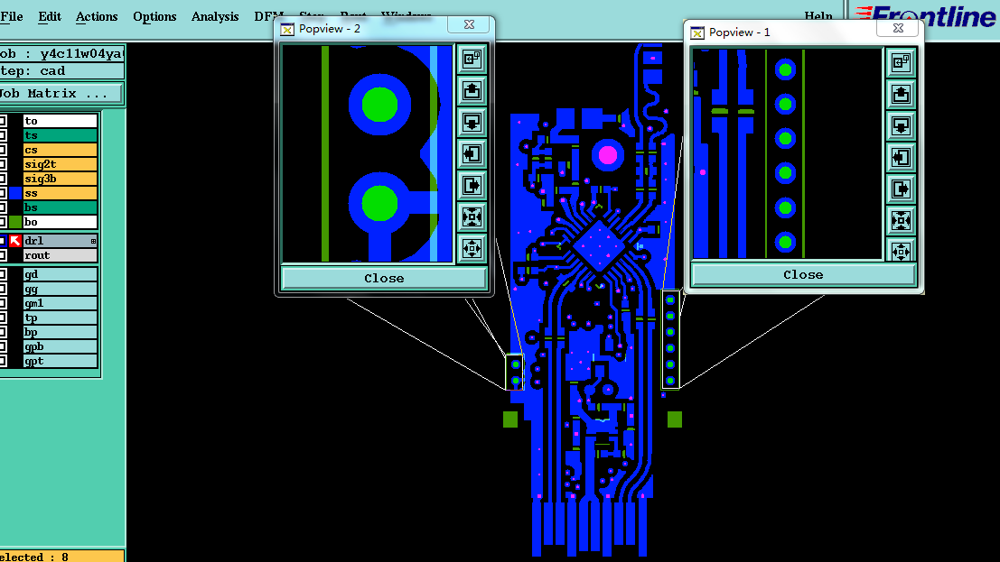 File Edit Actions Options Analysis DFM Step Rout Windows Help
Frontline
ob : y4c11w04ya
tep: cad
Job Matrix ...
to
ts
cs
sig2t
sig3b
ss
bs
bo
drl
rout
gd
gg
gm1
tp
bp
gpb
gpt
elected : 8
Popview - 2
Close
Popview - 1
Close